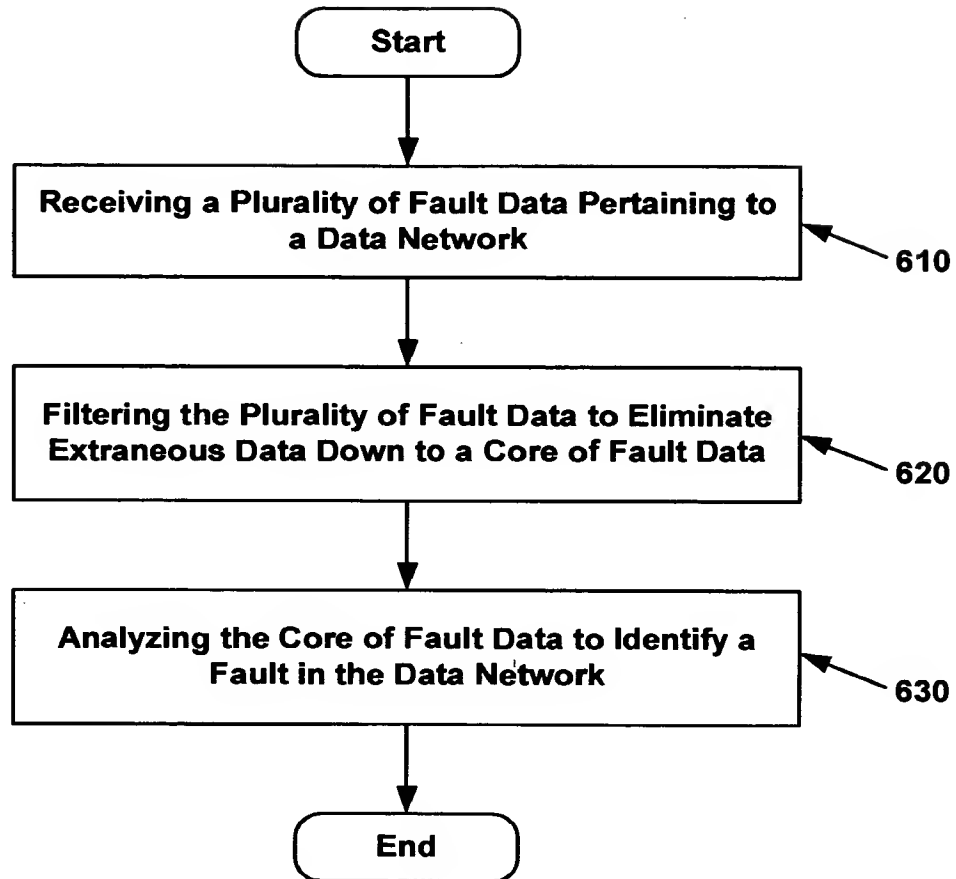 Start
Receiving a Plurality of Fault Data Pertaining to
a Data Network
610
Filtering the Plurality of Fault Data to Eliminate
Extraneous Data Down to a Core of Fault Data
620
Analyzing the Core of Fault Data to Identify a
Fault in the Data Network
630
End